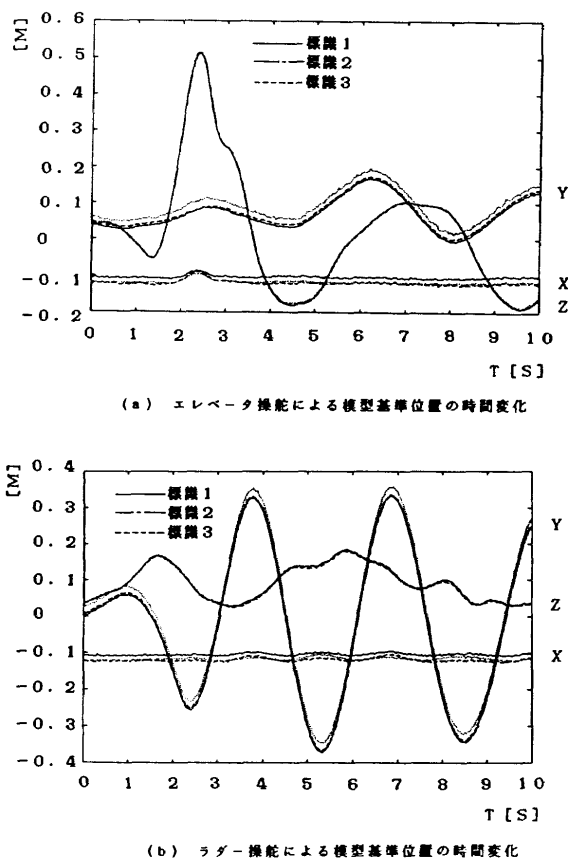 [M]
0.6
0.5
0.4
0.3
0.2
0.1
0
-0.1
-0.2
標識1
標識2
標識3
Y
X
Z
0 1 2 3 4 5 6 7 8 9 10
T [S]
(a) エレベータ操舵による模型基準位置の時間変化
[M]
0.4
0.3
0.2
0.1
0
-0.1
-0.2
-0.3
-0.4
標識1
標識2
標識3
Y
Z
X
0 1 2 3 4 5 6 7 8 9 10
T [S]
(b) ラダー操舵による模型基準位置の時間変化